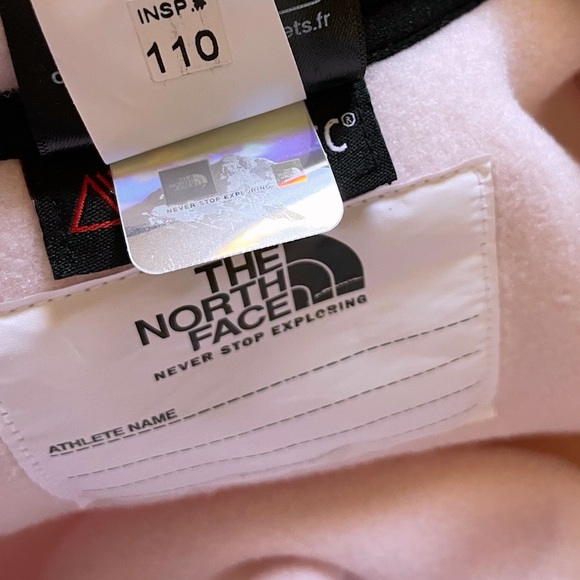 INSP.#
110
ets.fr
C®
NEVER STOP EXPLORING
THE
NORTH
FACE
NEVER STOP EXPLORING
ATHLETE NAME